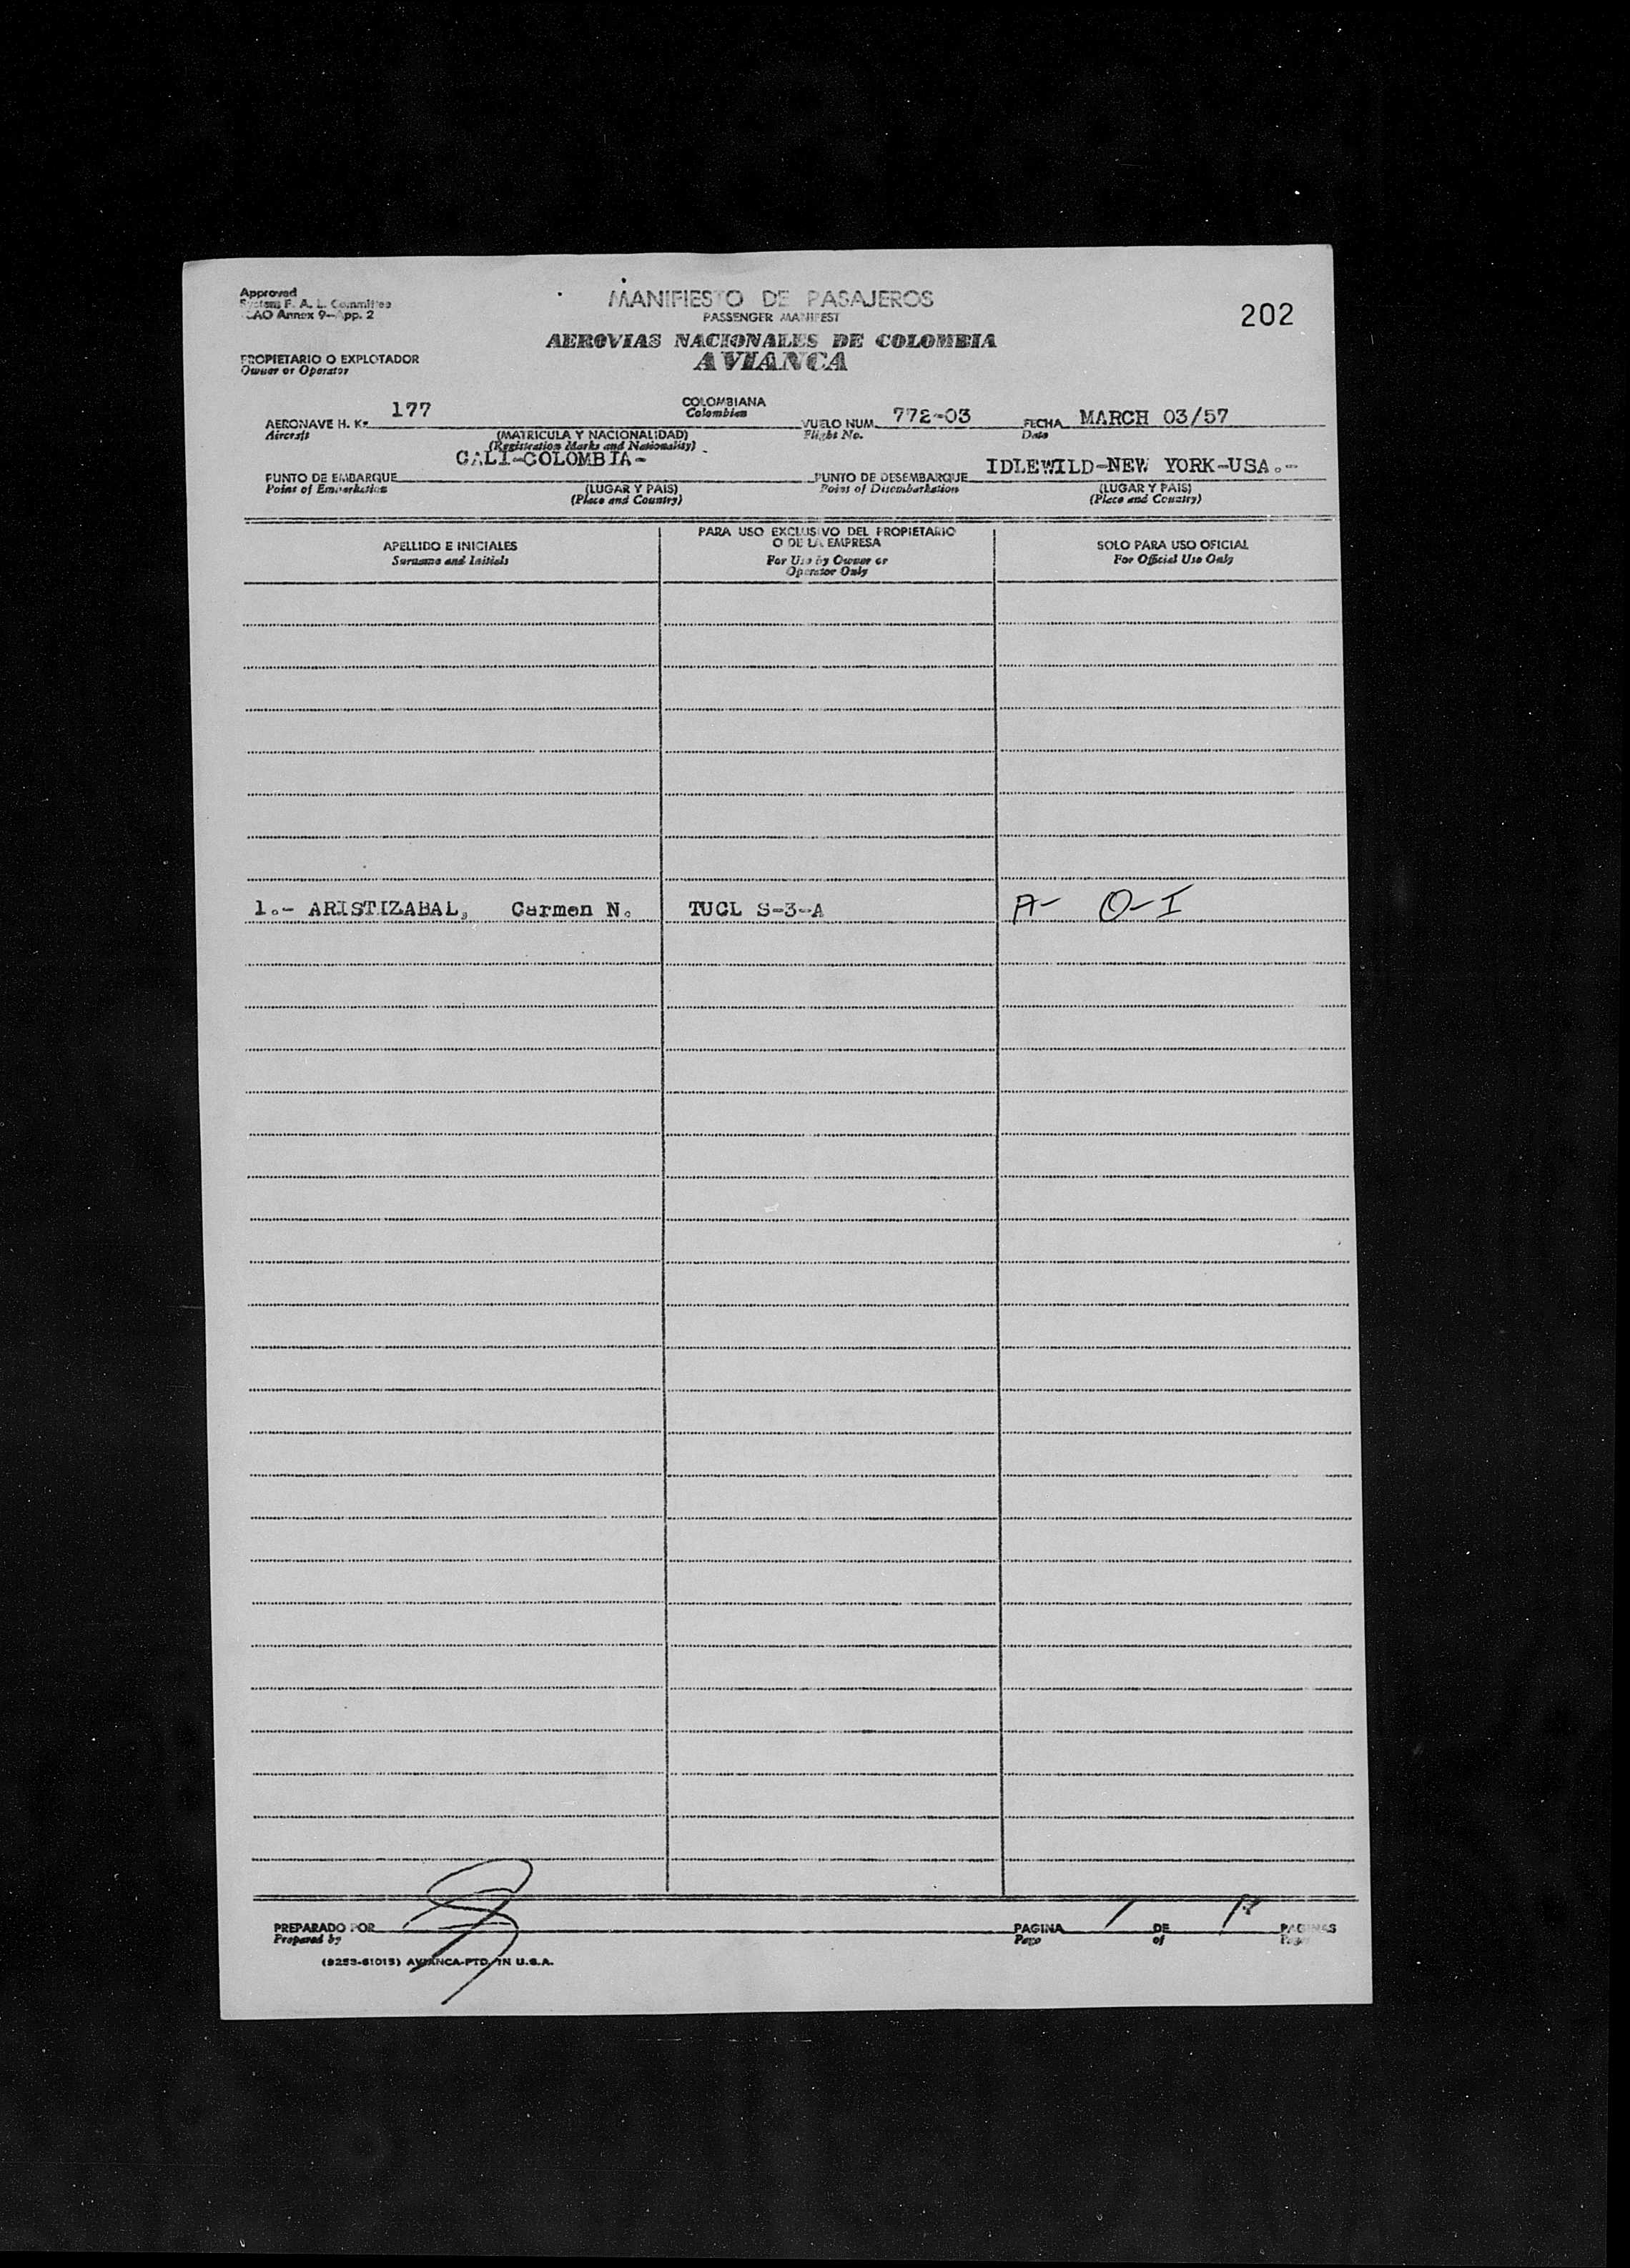 Approved
System F. A. L. Committee
ICAO Annex 9-App. 2
MANIFIESTO DE PASAJEROS
PASSENGER MANIFEST
202
AEROVIAS NACIONALES DE COLOMBIA
AVIANCA
PROPIETARIO O EXPLOTADOR
Owner or Operator
AERONAVE H. K. 177 COLOMBIANA VUELO NUM. 772-03 FECHA MARCH 03/57
Aircraft Colombian Flight No. Date
(MATRICULA Y NACIONALIDAD)
(Registration Marks and Nationality)
PUNTO DE EMBARQUE CALI-COLOMBIA- PUNTO DE DESEMBARQUE IDLEWILD-NEW YORK-USA.-
Point of Embarkation (LUGAR Y PAIS) Point of Disembarkation (LUGAR Y PAIS)
(Place and Country) (Place and Country)
APELLIDO E INICIALES
Surname and Initials
PARA USO EXCLUSIVO DEL PROPIETARIO
O DE LA EMPRESA
For Use by Owner or
Operator Only
SOLO PARA USO OFICIAL
For Official Use Only
1.- ARISTIZABAL, Carmen N. TUCL S-3-A A- O-I
PREPARADO POR PAGINA 1 DE PAGINAS
Prepared by Page of Pages
(9253-61015) AVIANCA-PTD. IN U.S.A.